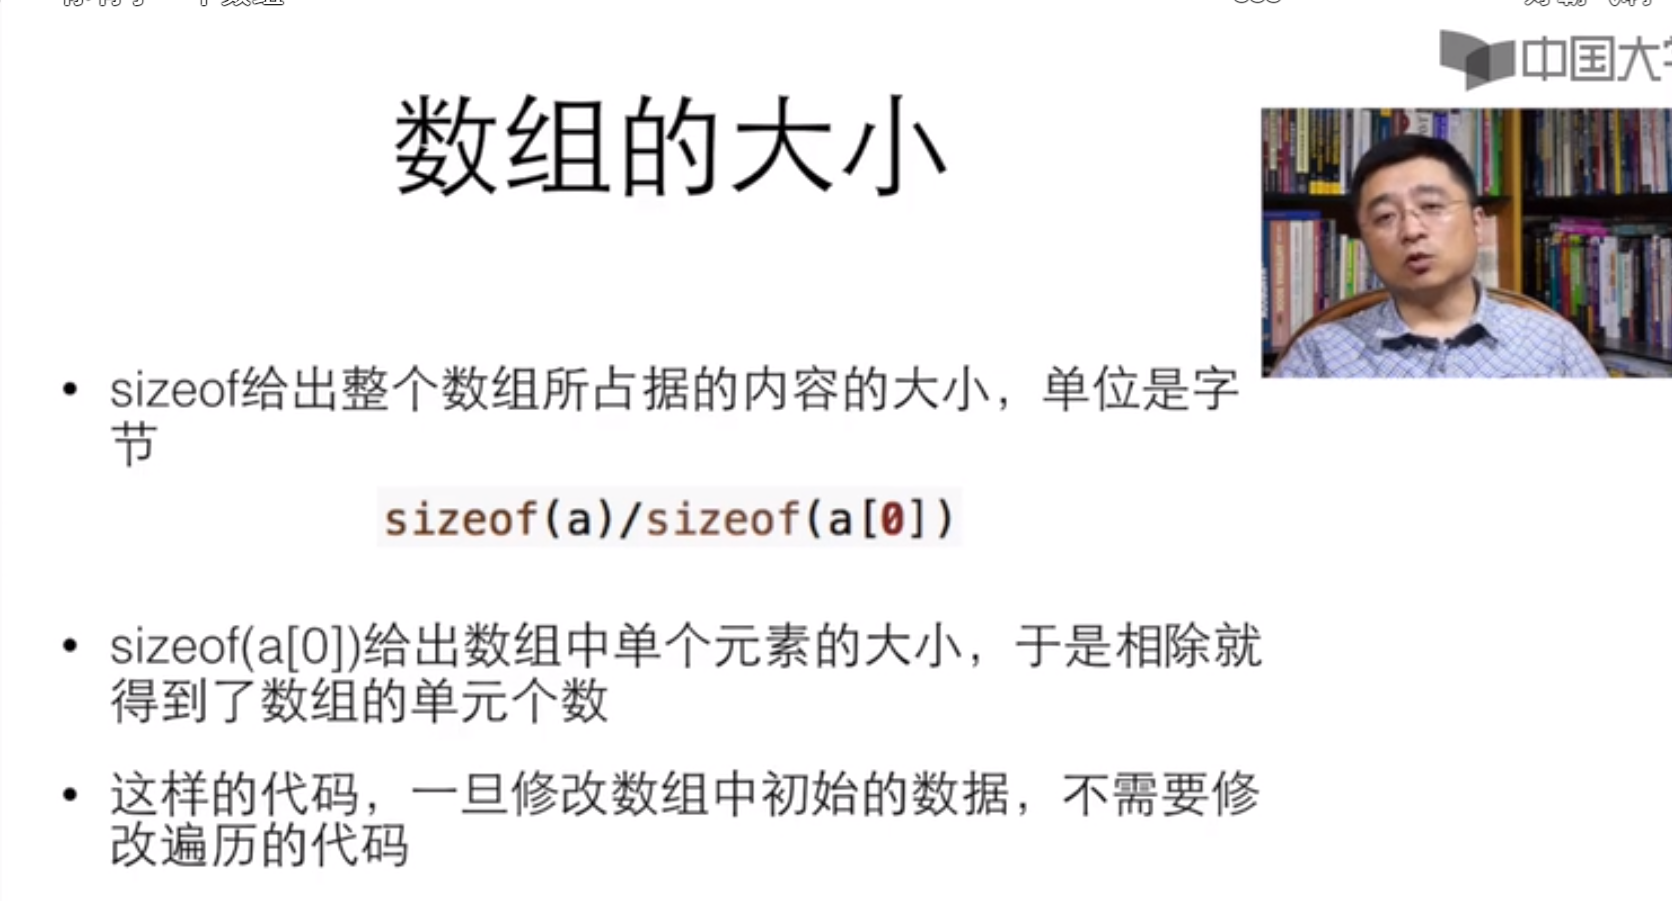 中国大
数组的大小
• sizeof给出整个数组所占据的内容的大小，单位是字
节
sizeof(a)/sizeof(a[0])
• sizeof(a[0])给出数组中单个元素的大小，于是相除就
得到了数组的单元个数
• 这样的代码，一旦修改数组中初始的数据，不需要修
改遍历的代码